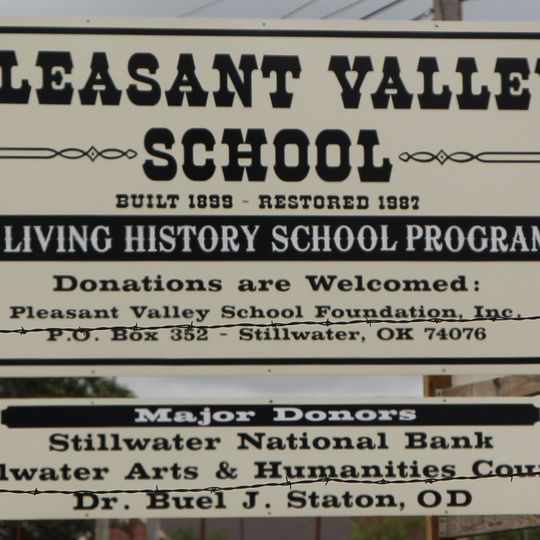 LEASANT VALLE
SCHOOL
BUILT 1899 - RESTORED 1987
LIVING HISTORY SCHOOL PROGRAM
Donations are Welcomed:
Pleasant Valley School Foundation, Inc.
P.O. Box 352 - Stillwater, OK 74076
Major Donors
Stillwater National Bank
lwater Arts & Humanities Cou
Dr. Buel J. Staton, OD